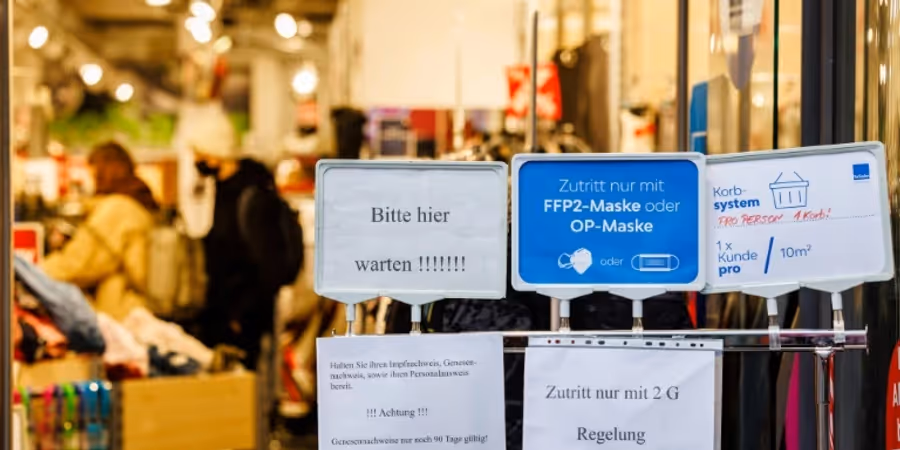 Bitte hier
warten !!!!!!!
Zutritt nur mit
FFP2-Maske oder
OP-Maske
oder
Korb-
system
PRO PERSON 1 Korb!
1 x
Kunde
pro
/ 10m²
Halten Sie ihren Impfnachweis, Genesen-
nachweis, sowie ihren Personalausweis
bereit.
!!! Achtung !!!
Genesennachweise nur noch 90 Tage gültig!
Zutritt nur mit 2 G
Regelung